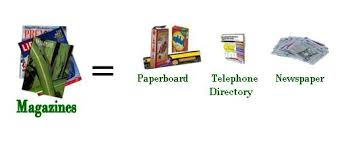 =
Paperboard
Telephone
Directory
Newspaper
Magazines